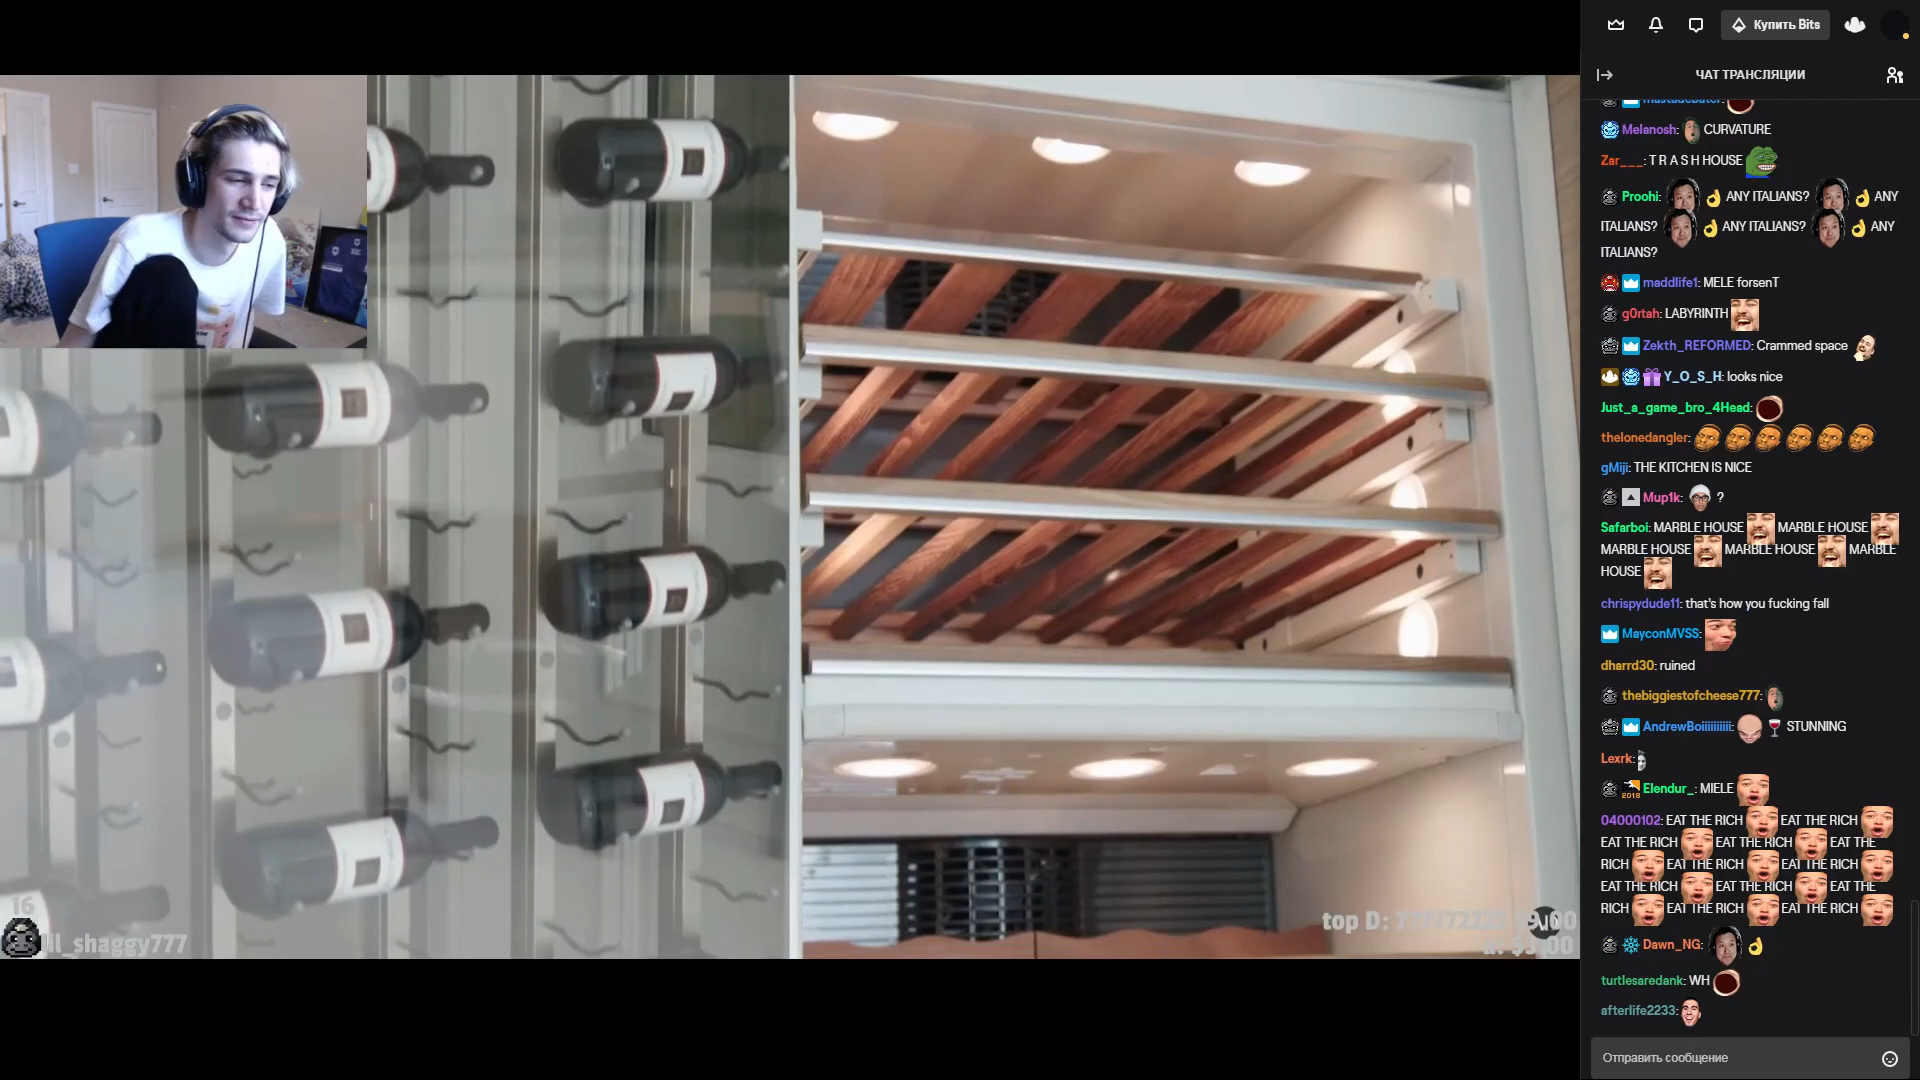 Купить Bits
ЧАТ ТРАНСЛЯЦИИ
Melanosh: CURVATURE
Zar___: T R A S H HOUSE
Proohi: ANY ITALIANS? ANY
ITALIANS? ANY ITALIANS? ANY
ITALIANS?
maddlife1: MELE forsenT
g0rtah: LABYRINTH
Zekth_REFORMED: Crammed space
Y_O_S_H: looks nice
Just_a_game_bro_4Head:
thelonedangler:
gMiji: THE KITCHEN IS NICE
Mup1k: ?
Safarboi: MARBLE HOUSE MARBLE HOUSE
MARBLE HOUSE MARBLE HOUSE MARBLE
HOUSE
chrispydude11: that's how you fucking fall
MayconMVSS:
dharrd30: ruined
thebiggiestofcheese777:
AndrewBoiiiiiiiiii: STUNNING
Lexrk:
2018 Elendur_: MIELE
04000102: EAT THE RICH EAT THE RICH
EAT THE RICH EAT THE RICH EAT THE
RICH EAT THE RICH EAT THE RICH
EAT THE RICH EAT THE RICH EAT THE
RICH EAT THE RICH EAT THE RICH
Dawn_NG:
turtlesaredank: WH
afterlife2233:
Отправить сообщение
16
lil_shaggy777
top D: